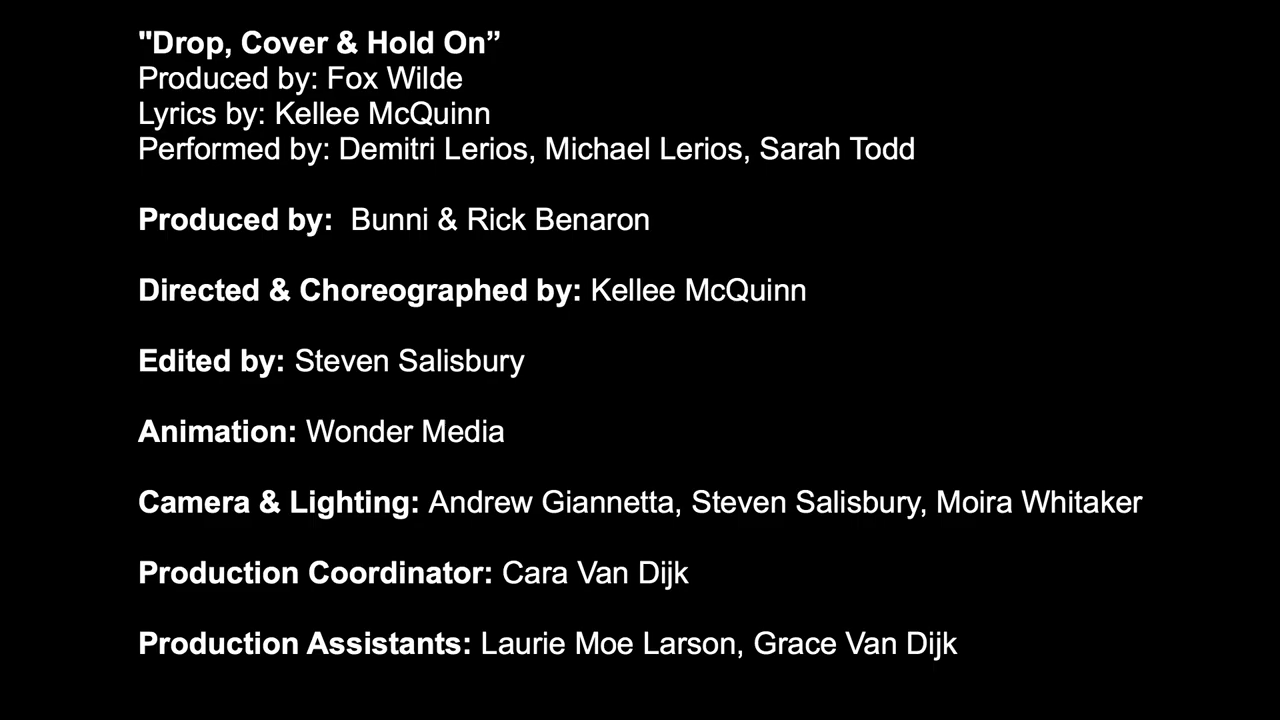 "Drop, Cover & Hold On”
Produced by: Fox Wilde
Lyrics by: Kellee McQuinn
Performed by: Demitri Lerios, Michael Lerios, Sarah Todd
Produced by:  Bunni & Rick Benaron
Directed & Choreographed by: Kellee McQuinn
Edited by: Steven Salisbury
Animation: Wonder Media
Camera & Lighting: Andrew Giannetta, Steven Salisbury, Moira Whitaker
Production Coordinator: Cara Van Dijk
Production Assistants: Laurie Moe Larson, Grace Van Dijk